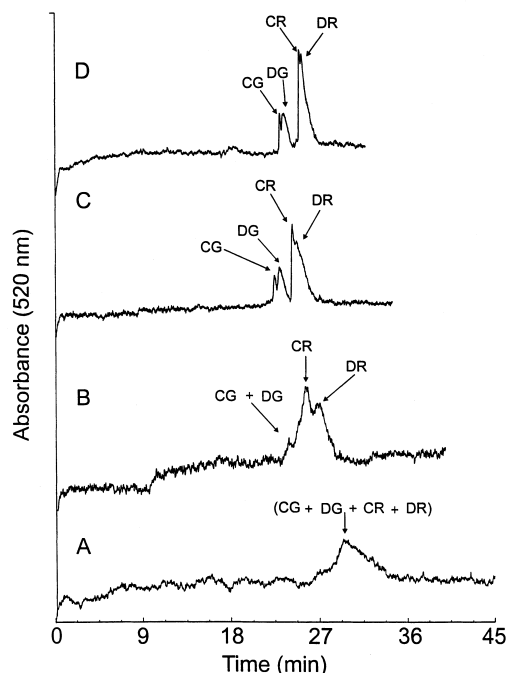 CR DR
D
CG DG
C
CR DR
DG
CG
CR
DR
B
CG + DG
(CG + DG + CR + DR)
A
Absorbance (520 nm)
0 9 18 27 36 45
Time (min)